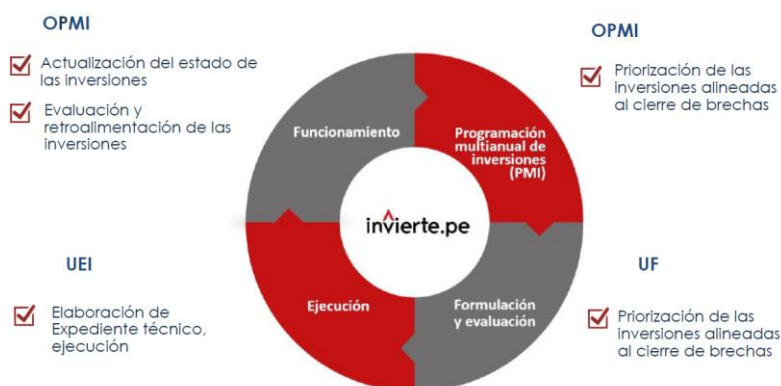 OPMI
Actualización del estado de
las inversiones
Evaluación y
retroalimentación de las
inversiones
OPMI
Priorización de las
inversiones alineadas
al cierre de brechas
Funcionamiento
Programación
multianual de
inversiones
(PMI)
invierte.pe
Ejecución
Formulación
y evaluación
UEI
Elaboración de
Expediente técnico,
ejecución
UF
Priorización de las
inversiones alineadas
al cierre de brechas